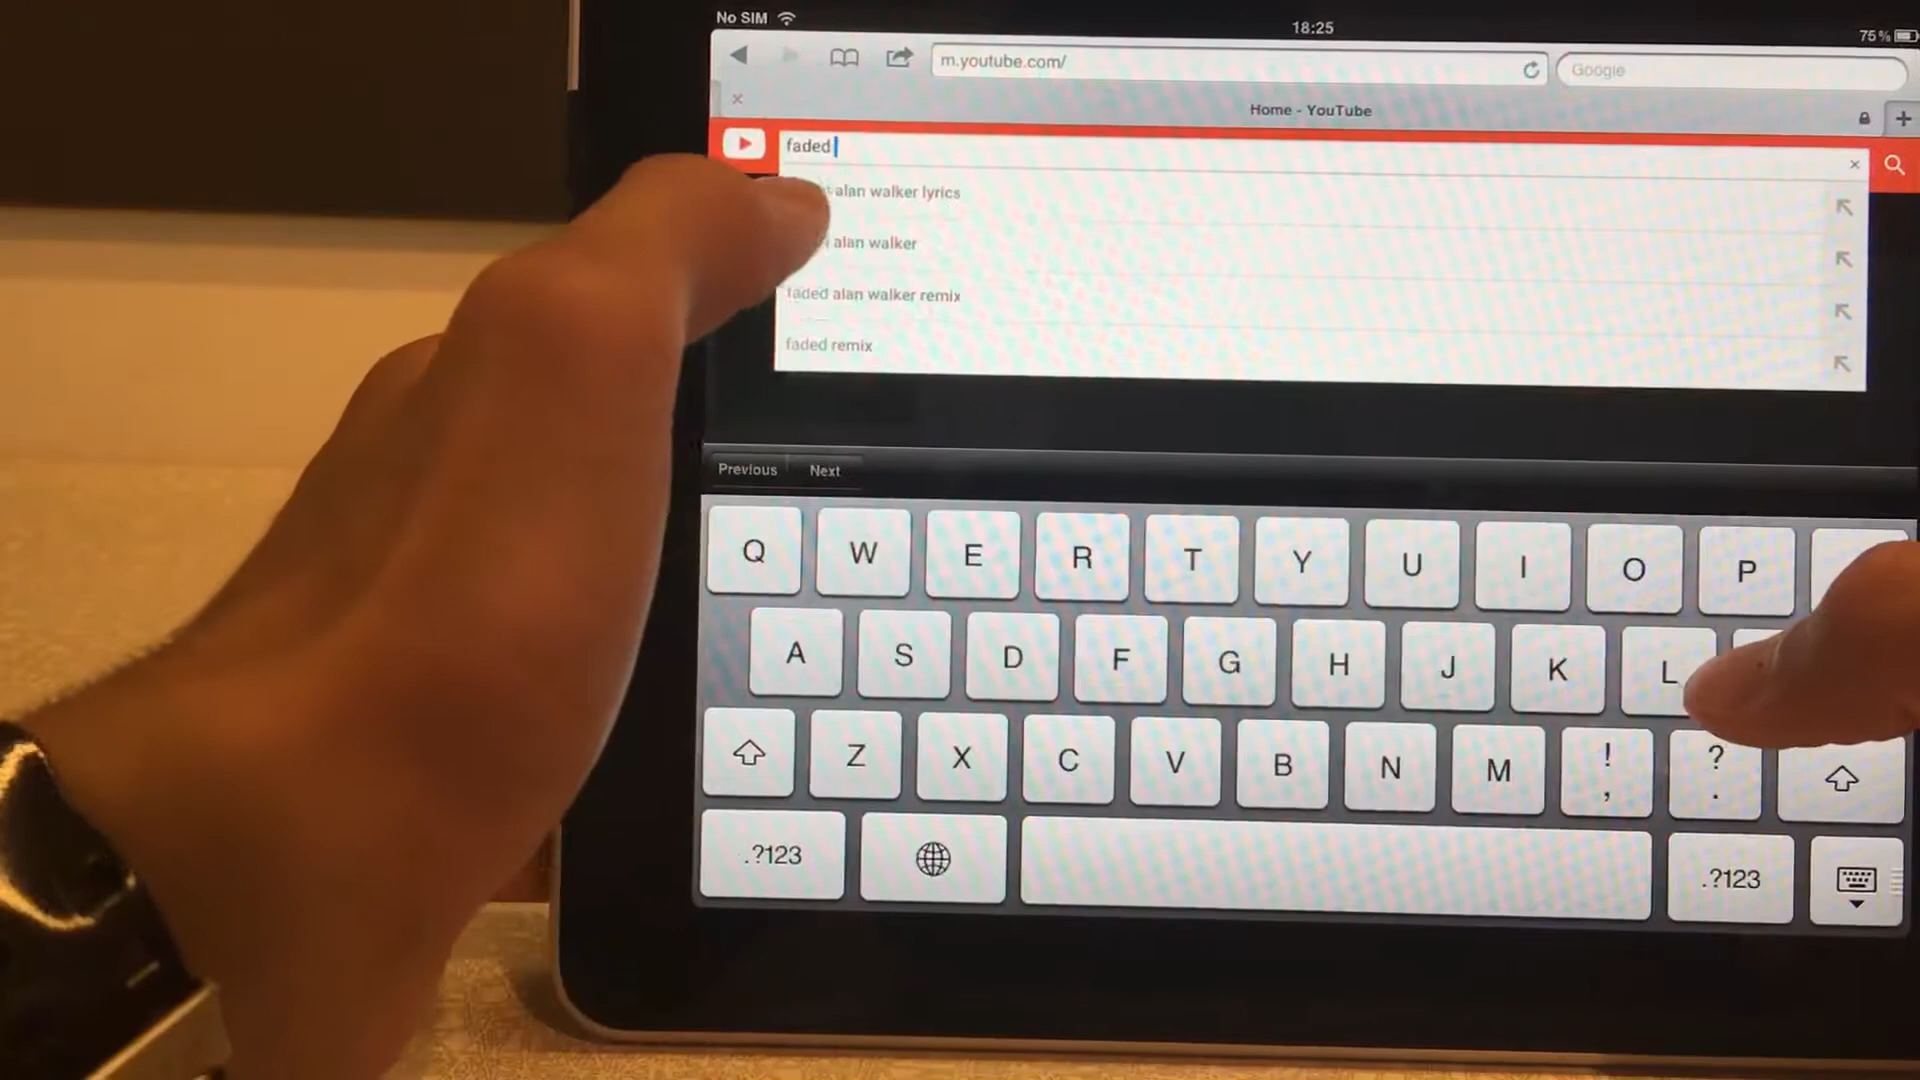 No SIM 18:25 75%
m.youtube.com/ Google
Home - YouTube
faded
alan walker lyrics
alan walker
faded alan walker remix
faded remix
Previous Next
Q W E R T Y U I O P
A S D F G H J K L
Z X C V B N M ! , ? .
.?123 .?123